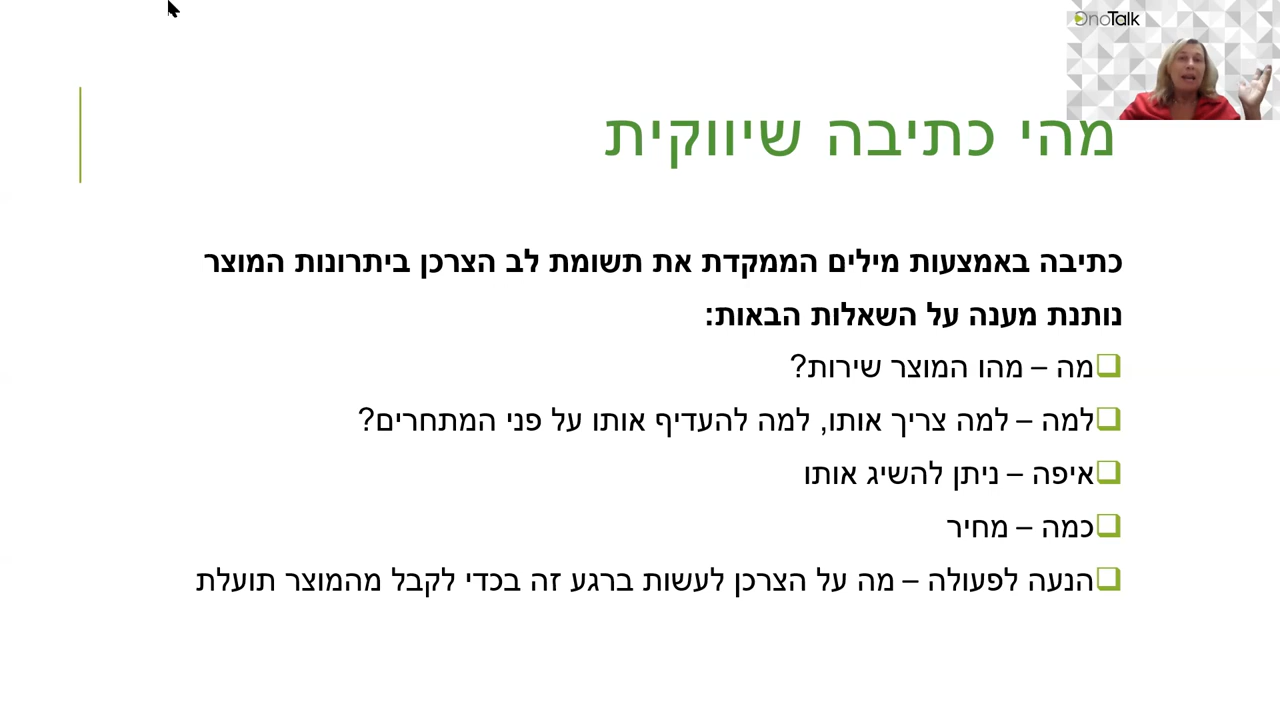 OnoTalk
מהי כתיבה שיווקית
כתיבה באמצעות מילים הממקדת את תשומת לב הצרכן ביתרונות המוצר
נותנת מענה על השאלות הבאות:
מה – מהו המוצר שירות?
למה – למה צריך אותו, למה להעדיף אותו על פני המתחרים?
איפה – ניתן להשיג אותו
כמה – מחיר
הנעה לפעולה – מה על הצרכן לעשות ברגע זה בכדי לקבל מהמוצר תועלת